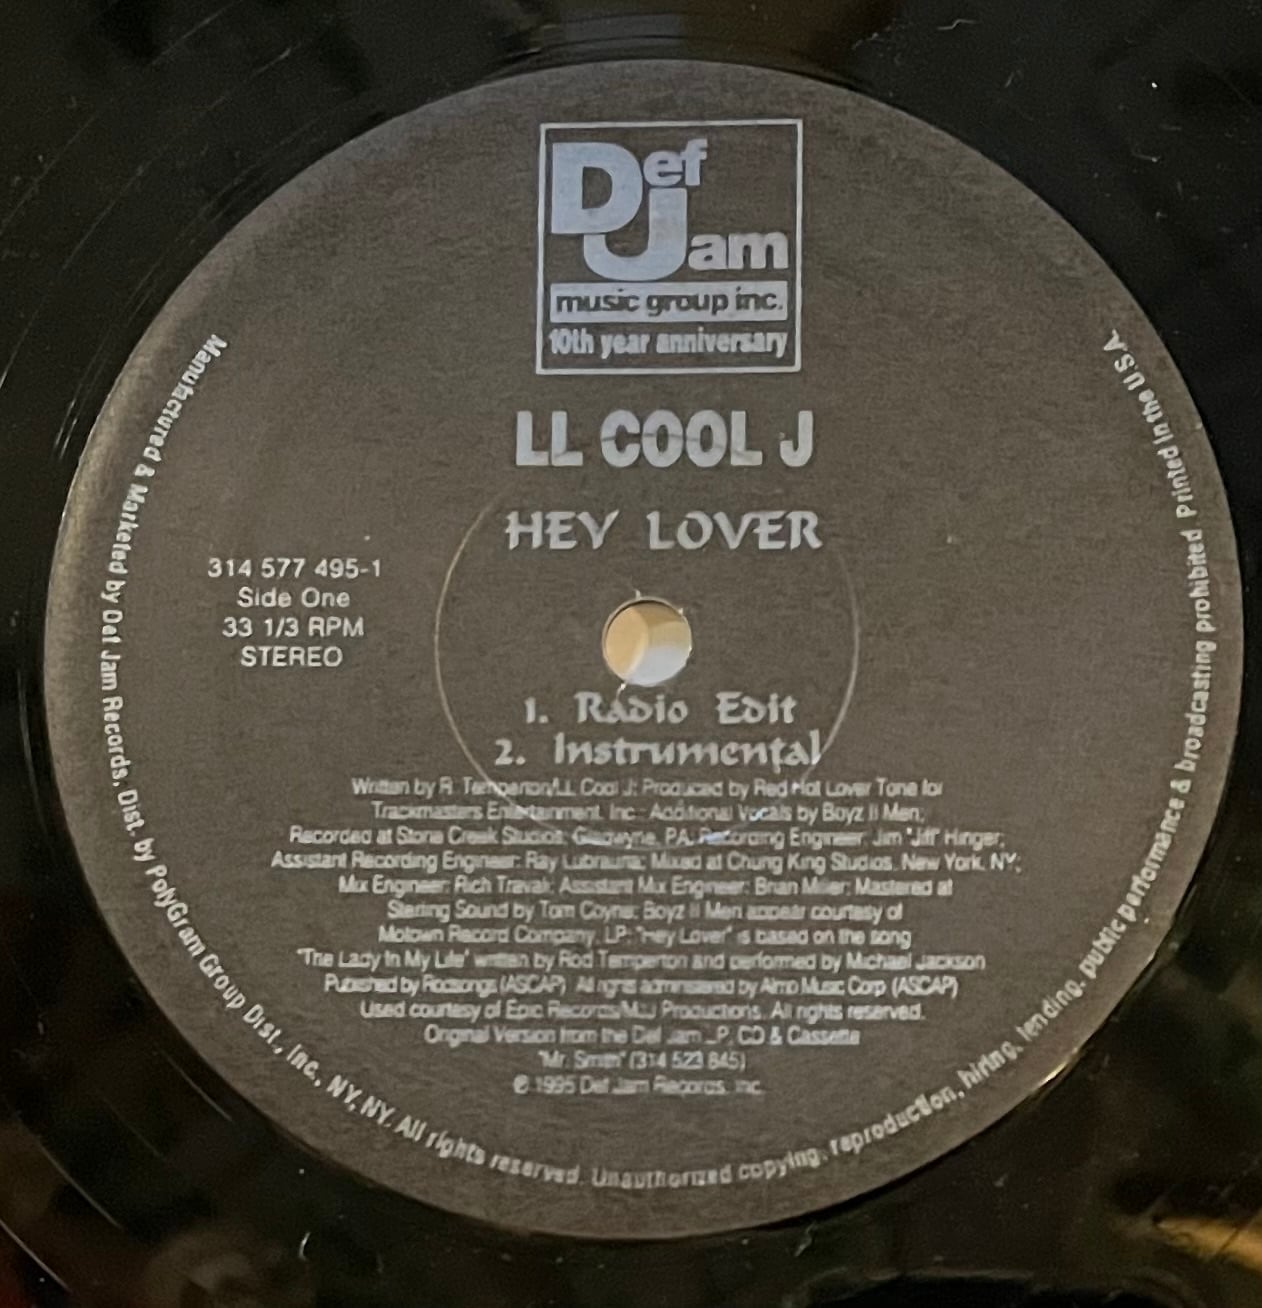 Def
Jam
music group inc.
10th year anniversary
LL COOL J
HEY LOVER
314 577 495-1
Side One
33 1/3 RPM
STEREO
1. Radio Edit
2. Instrumental
Written by R. Temperton/LL Cool J; Produced by Red Hot Lover Tone for
Trackmasters Entertainment, Inc.; Additional Vocals by Boyz II Men;
Recorded at Stone Creek Studios, Gladwyne, PA; Recording Engineer: Jim "Jiff" Hinger;
Assistant Recording Engineer: Ray Mixed at Chung King Studios, New York, NY;
Mix Engineer: Rich Travali; Assistant Mix Engineer: Brian Miller; Mastered at
Sterling Sound by Tom Coyne; Boyz II Men appear courtesy of
Motown Record Company, LP; "Hey Lover" is based on the song
"The Lady In My Life" written by Rod Temperton and performed by Michael Jackson
Published by Rodsongs (ASCAP) All rights administered by Almo Music Corp (ASCAP)
Used courtesy of Epic Records/MJJ Productions. All rights reserved.
Original Version from the Def Jam LP, CD & Cassette
"Mr. Smith" (314 523 845)
℗ 1995 Def Jam Records, Inc.
Manufactured & Marketed by Def Jam Records, Dist. by PolyGram Group Dist., Inc., NY, NY. All rights reserved. Unauthorized copying, reproduction, hiring, lending, public performance & broadcasting prohibited Printed in the U.S.A.